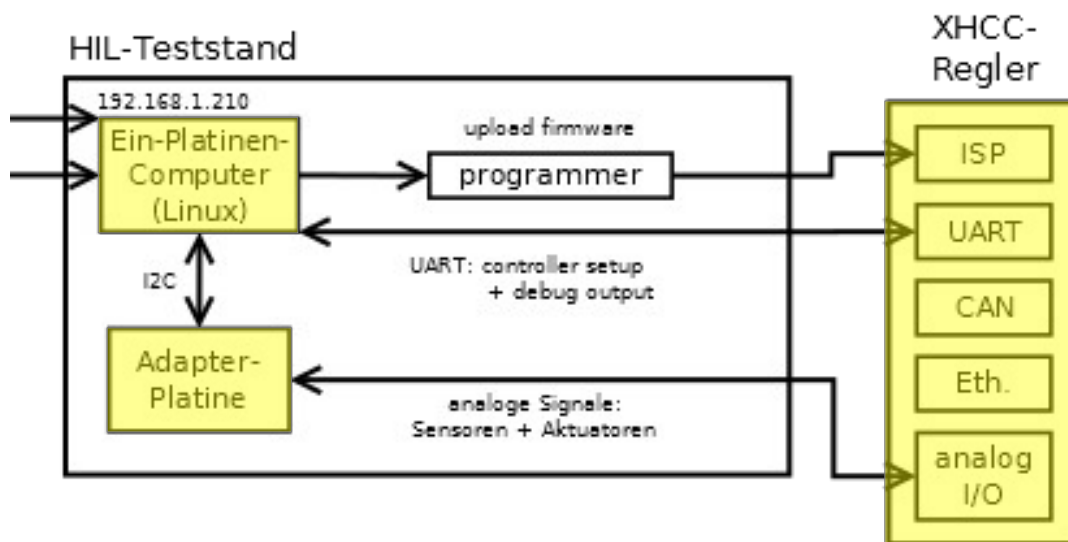 HIL-Teststand
192.168.1.210
Ein-Platinen-
Computer
(Linux)
upload firmware
programmer
UART: controller setup
+ debug output
I2C
Adapter-
Platine
analoge Signale:
Sensoren + Aktuatoren
XHCC-
Regler
ISP
UART
CAN
Eth.
analog
I/O